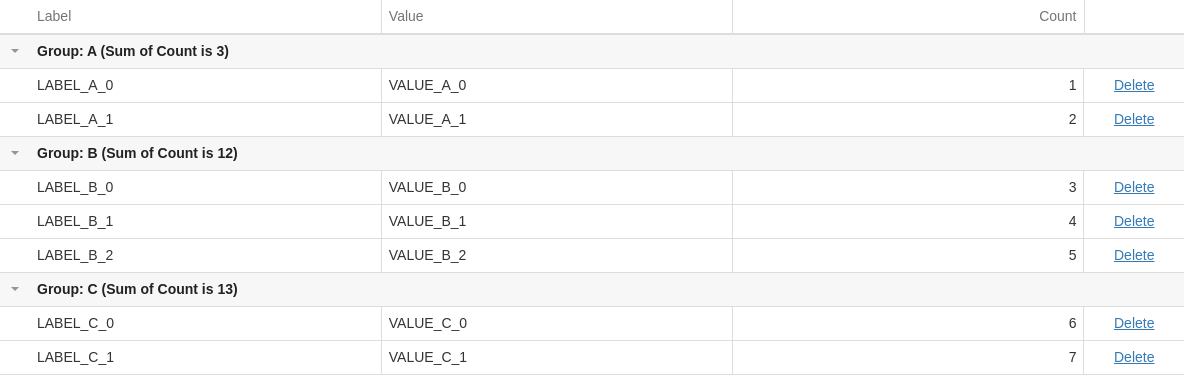 Label Value Count
Group: A (Sum of Count is 3)
LABEL_A_0 VALUE_A_0 1 Delete
LABEL_A_1 VALUE_A_1 2 Delete
Group: B (Sum of Count is 12)
LABEL_B_0 VALUE_B_0 3 Delete
LABEL_B_1 VALUE_B_1 4 Delete
LABEL_B_2 VALUE_B_2 5 Delete
Group: C (Sum of Count is 13)
LABEL_C_0 VALUE_C_0 6 Delete
LABEL_C_1 VALUE_C_1 7 Delete